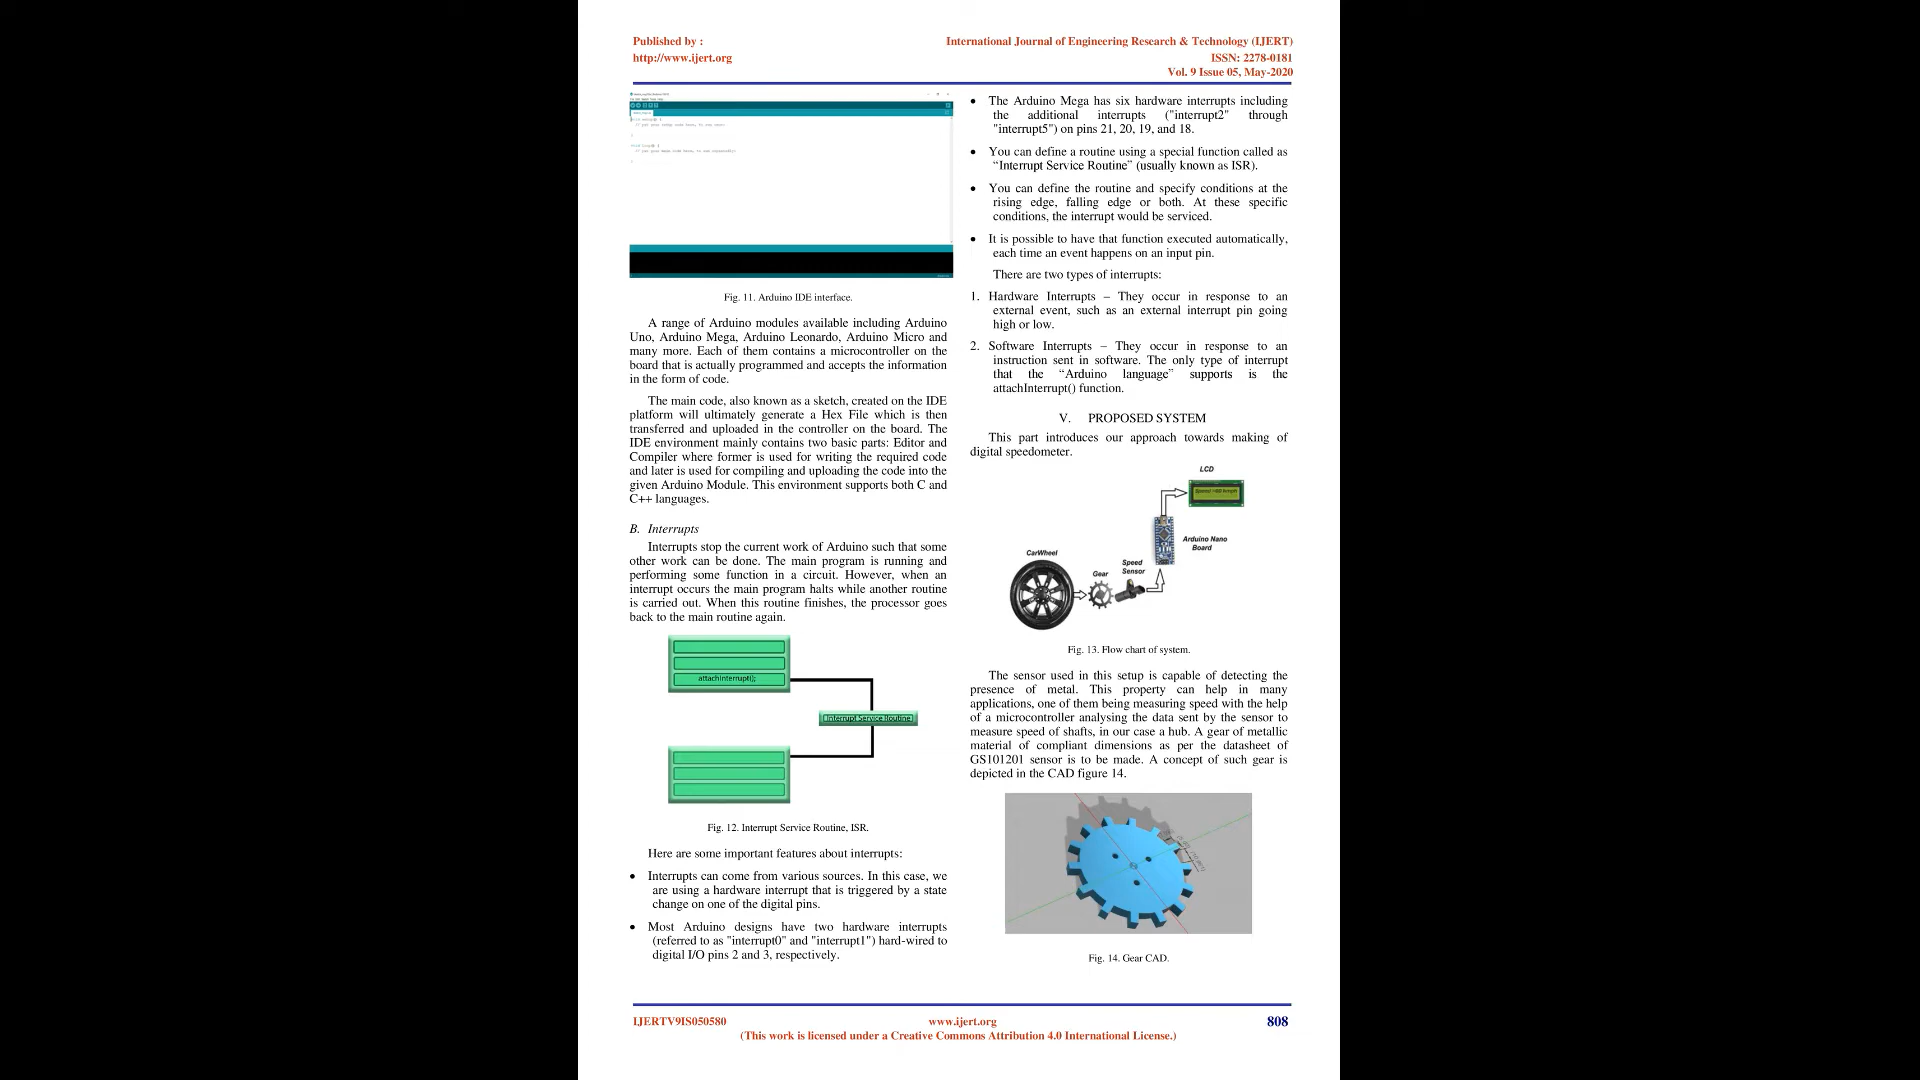 Published by :
http://www.ijert.org
International Journal of Engineering Research & Technology (IJERT)
ISSN: 2278-0181
Vol. 9 Issue 05, May-2020
Fig. 11. Arduino IDE interface.
A range of Arduino modules available including Arduino
Uno, Arduino Mega, Arduino Leonardo, Arduino Micro and
many more. Each of them contains a microcontroller on the
board that is actually programmed and accepts the information
in the form of code.
The main code, also known as a sketch, created on the IDE
platform will ultimately generate a Hex File which is then
transferred and uploaded in the controller on the board. The
IDE environment mainly contains two basic parts: Editor and
Compiler where former is used for writing the required code
and later is used for compiling and uploading the code into the
given Arduino Module. This environment supports both C and
C++ languages.
B. Interrupts
Interrupts stop the current work of Arduino such that some
other work can be done. The main program is running and
performing some function in a circuit. However, when an
interrupt occurs the main program halts while another routine
is carried out. When this routine finishes, the processor goes
back to the main routine again.
attachInterrupt();
Interrupt Service Routine
Fig. 12. Interrupt Service Routine, ISR.
Here are some important features about interrupts:
• Interrupts can come from various sources. In this case, we
are using a hardware interrupt that is triggered by a state
change on one of the digital pins.
• Most Arduino designs have two hardware interrupts
(referred to as "interrupt0" and "interrupt1") hard-wired to
digital I/O pins 2 and 3, respectively.
• The Arduino Mega has six hardware interrupts including
the additional interrupts ("interrupt2" through
"interrupt5") on pins 21, 20, 19, and 18.
• You can define a routine using a special function called as
“Interrupt Service Routine” (usually known as ISR).
• You can define the routine and specify conditions at the
rising edge, falling edge or both. At these specific
conditions, the interrupt would be serviced.
• It is possible to have that function executed automatically,
each time an event happens on an input pin.
There are two types of interrupts:
1. Hardware Interrupts – They occur in response to an
external event, such as an external interrupt pin going
high or low.
2. Software Interrupts – They occur in response to an
instruction sent in software. The only type of interrupt
that the “Arduino language” supports is the
attachInterrupt() function.
V. PROPOSED SYSTEM
This part introduces our approach towards making of
digital speedometer.
LCD
Arduino Nano
Board
CarWheel
Gear
Speed
Sensor
Fig. 13. Flow chart of system.
The sensor used in this setup is capable of detecting the
presence of metal. This property can help in many
applications, one of them being measuring speed with the help
of a microcontroller analysing the data sent by the sensor to
measure speed of shafts, in our case a hub. A gear of metallic
material of compliant dimensions as per the datasheet of
GS101201 sensor is to be made. A concept of such gear is
depicted in the CAD figure 14.
Fig. 14. Gear CAD.
IJERTV9IS050580
www.ijert.org
808
(This work is licensed under a Creative Commons Attribution 4.0 International License.)